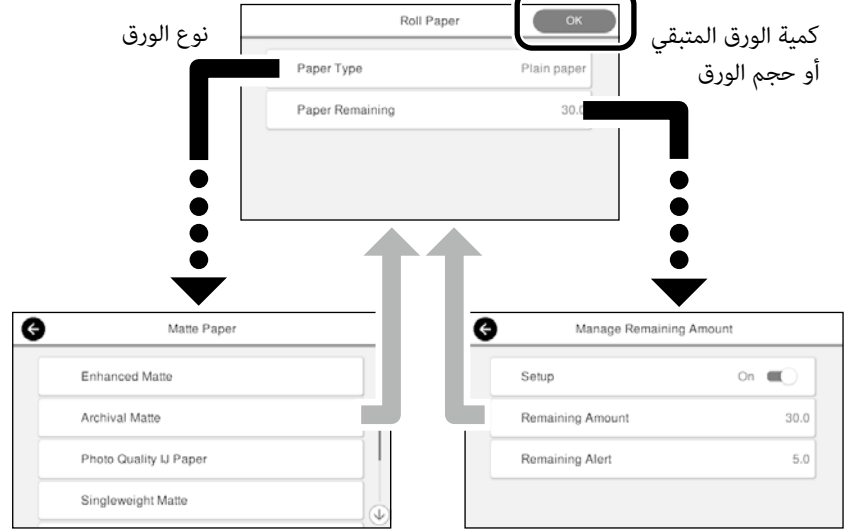 نوع الورق
Roll Paper
OK
كمية الورق المتبقي
أو حجم الورق
Paper Type
Plain paper
Paper Remaining
30.0
Matte Paper
Enhanced Matte
Archival Matte
Photo Quality IJ Paper
Singleweight Matte
Manage Remaining Amount
Setup
On
Remaining Amount
30.0
Remaining Alert
5.0